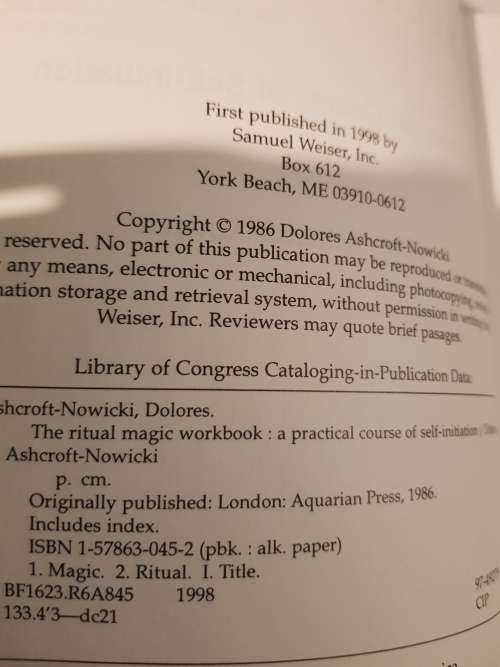 First published in 1998 by
Samuel Weiser, Inc.
Box 612
York Beach, ME 03910-0612
Copyright © 1986 Dolores Ashcroft-Nowicki
reserved. No part of this publication may be reproduced or
any means, electronic or mechanical, including photocopying,
mation storage and retrieval system, without permission in writing
Weiser, Inc. Reviewers may quote brief pasages.
Library of Congress Cataloging-in-Publication Data:
shcroft-Nowicki, Dolores.
The ritual magic workbook : a practical course of self-initiation /
Ashcroft-Nowicki
p. cm.
Originally published: London: Aquarian Press, 1986.
Includes index.
ISBN 1-57863-045-2 (pbk. : alk. paper)
1. Magic. 2. Ritual. I. Title.
BF1623.R6A845 1998
133.4'3—dc21
CIP